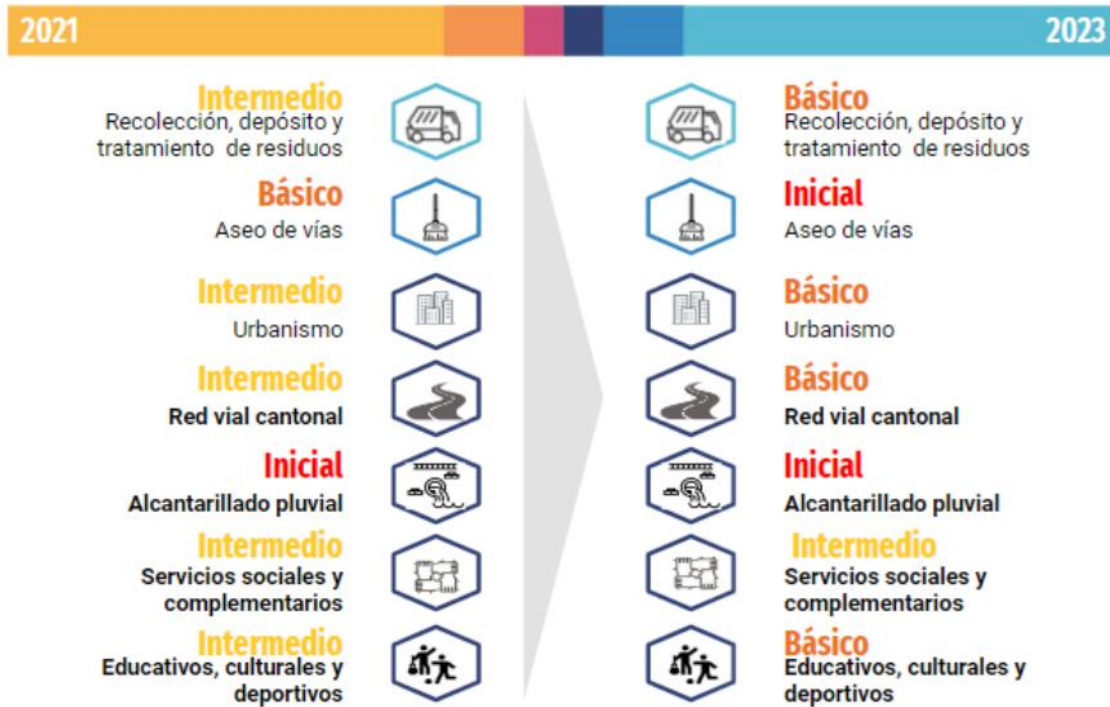 2021
2023
Intermedio
Recolección, depósito y
tratamiento de residuos
Básico
Recolección, depósito y
tratamiento de residuos
Básico
Aseo de vías
Inicial
Aseo de vías
Intermedio
Urbanismo
Básico
Urbanismo
Intermedio
Red vial cantonal
Básico
Red vial cantonal
Inicial
Alcantarillado pluvial
Inicial
Alcantarillado pluvial
Intermedio
Servicios sociales y
complementarios
Intermedio
Servicios sociales y
complementarios
Intermedio
Educativos, culturales y
deportivos
Básico
Educativos, culturales y
deportivos